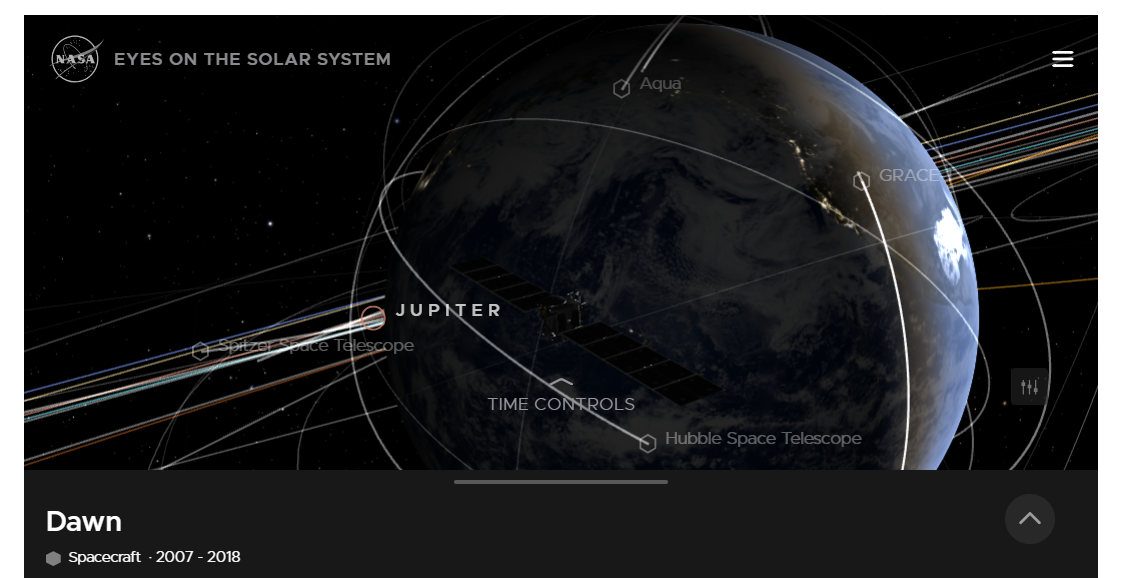 NASA
EYES ON THE SOLAR SYSTEM
Aqua
GRACE
JUPITER
Spitzer Space Telescope
TIME CONTROLS
Hubble Space Telescope
Dawn
Spacecraft · 2007 - 2018